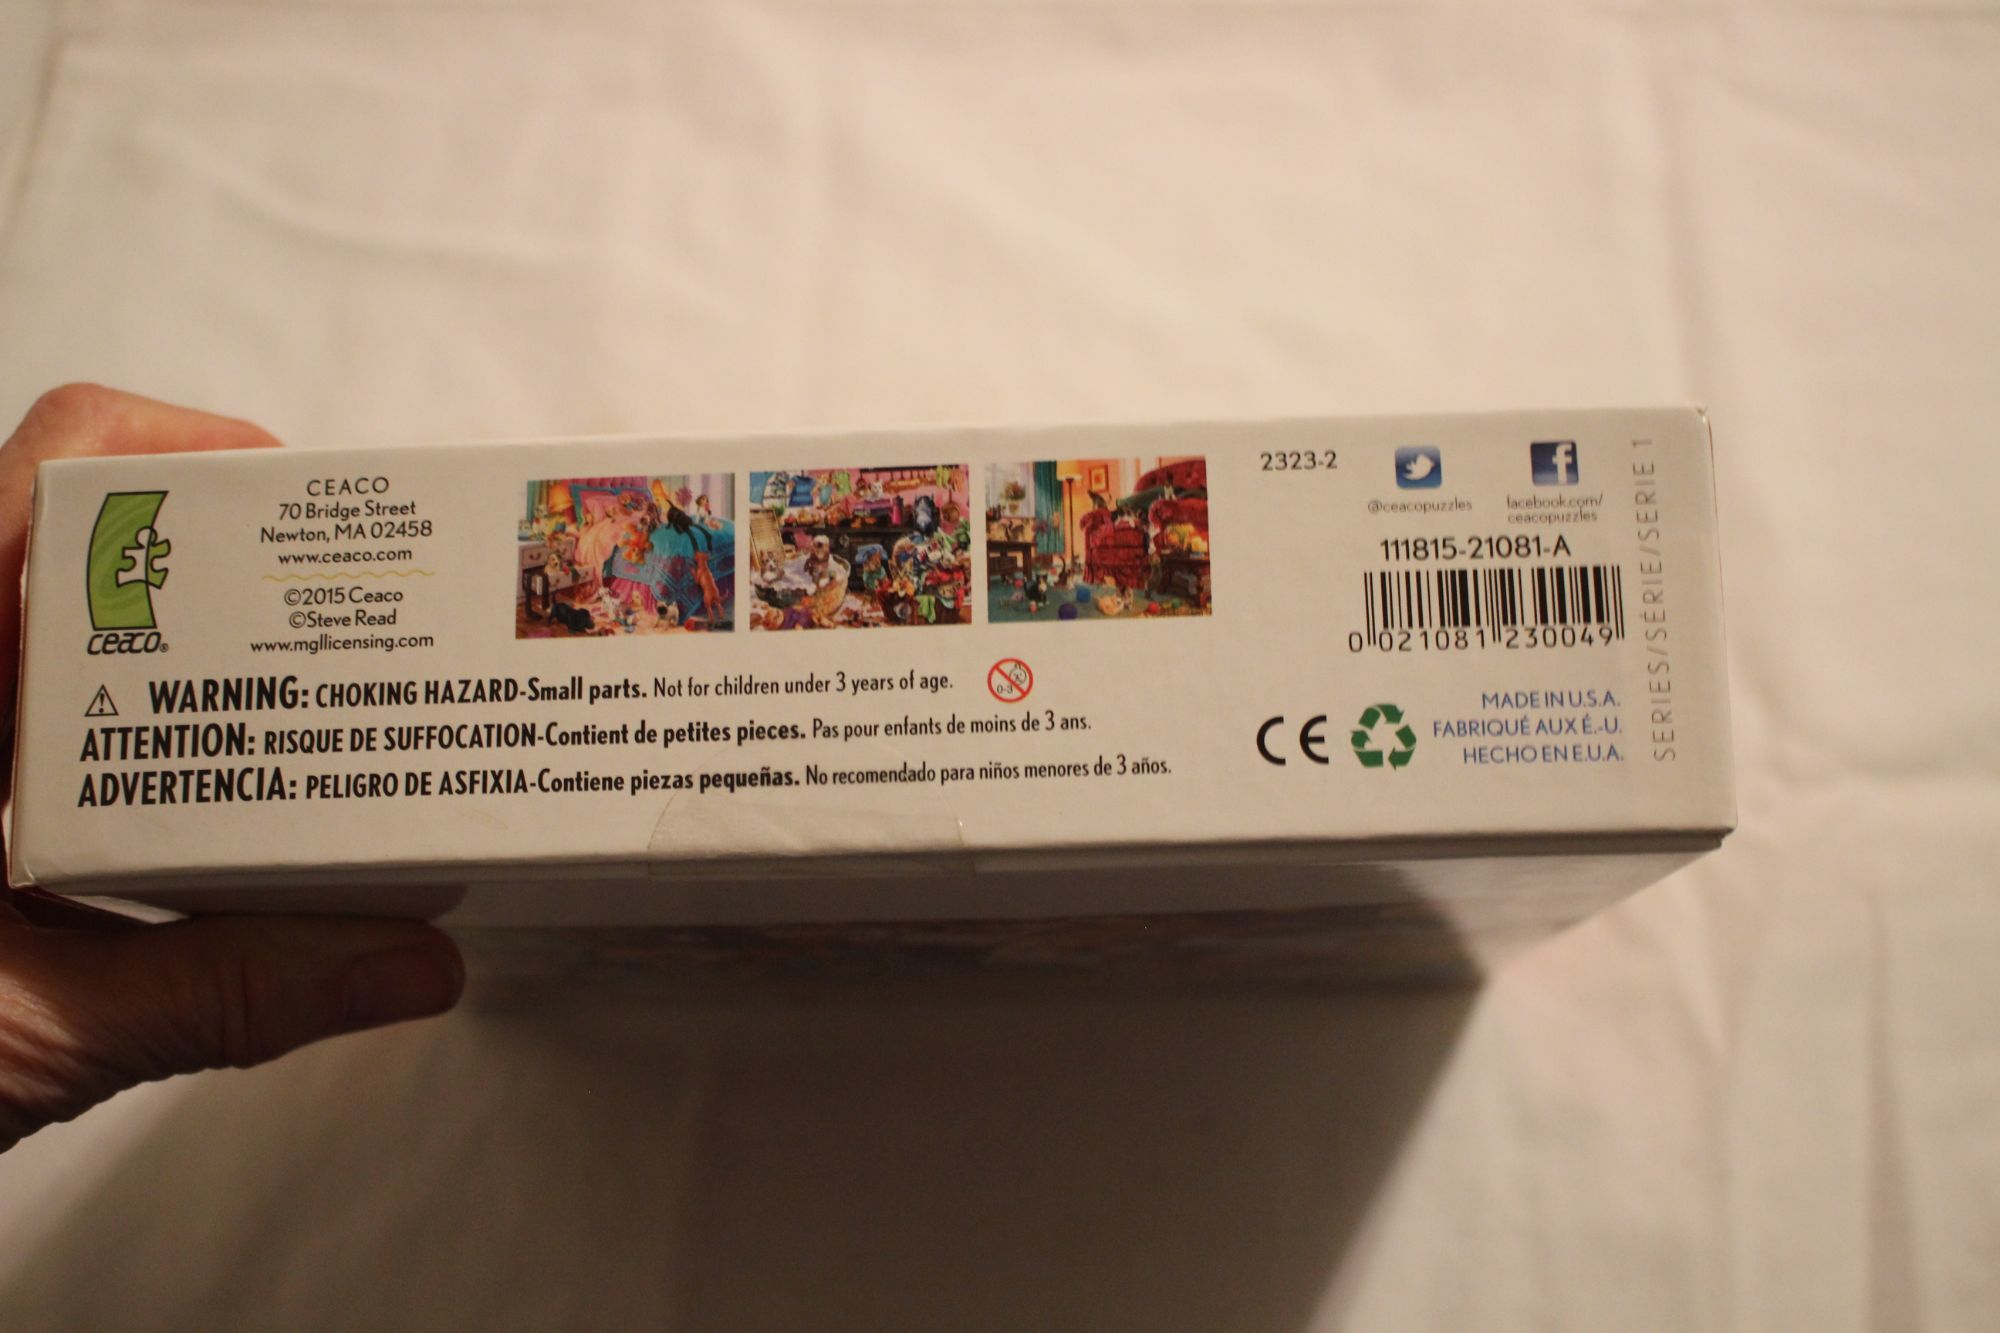 CEACO
70 Bridge Street
Newton, MA 02458
www.ceaco.com
©2015 Ceaco
©Steve Read
www.mgllicensing.com
ceaco®
WARNING: CHOKING HAZARD-Small parts. Not for children under 3 years of age.
0-3
ATTENTION: RISQUE DE SUFFOCATION-Contient de petites pieces. Pas pour enfants de moins de 3 ans.
ADVERTENCIA: PELIGRO DE ASFIXIA-Contiene piezas pequeñas. No recomendado para niños menores de 3 años.
2323-2
@ceacopuzzles
facebook.com/
ceacopuzzles
111815-21081-A
0 021081 230049
CE
MADE IN U.S.A.
FABRIQUÉ AUX É.-U.
HECHO EN E.U.A.
SERIES/SÉRIE/SERIE 1